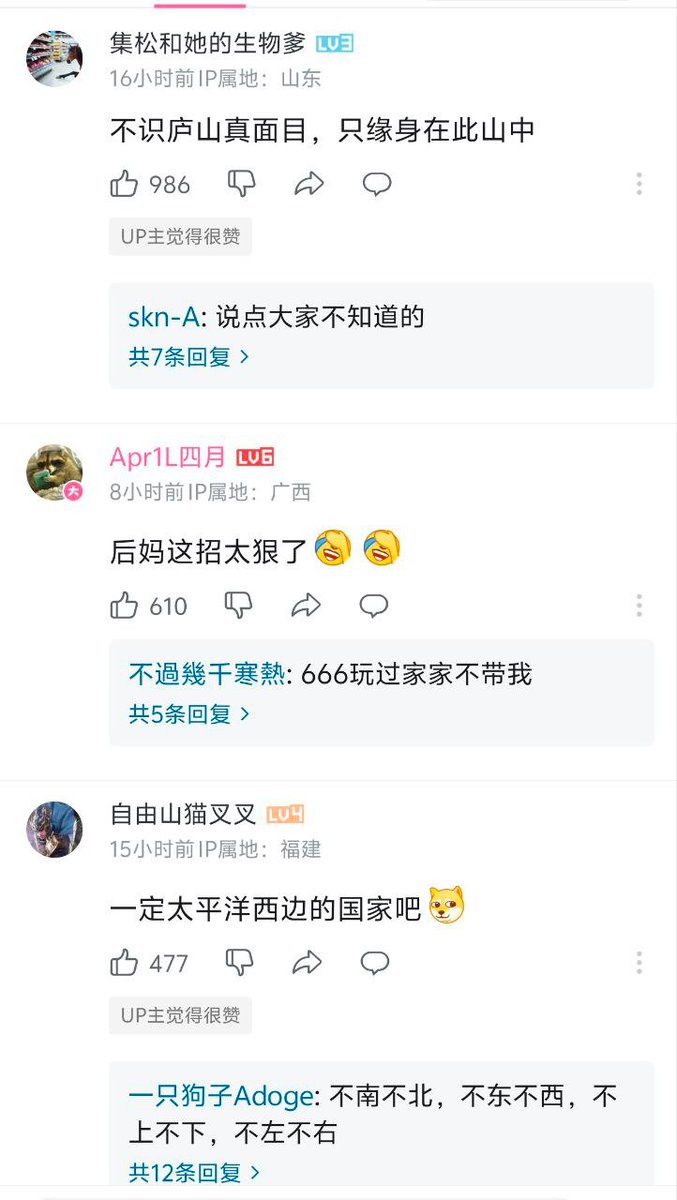 集松和她的生物爹 LV3
16小时前 IP属地：山东
不识庐山真面目，只缘身在此山中
986
UP主觉得很赞
skn-A: 说点大家不知道的
共7条回复 >
Apr1L四月 LV6
大
8小时前 IP属地：广西
后妈这招太狠了
610
不過幾千寒熱: 666玩过家家不带我
共5条回复 >
自由山猫叉叉 LV4
15小时前 IP属地：福建
一定太平洋西边的国家吧
477
UP主觉得很赞
一只狗子Adoge: 不南不北，不东不西，不
上不下，不左不右
共12条回复 >